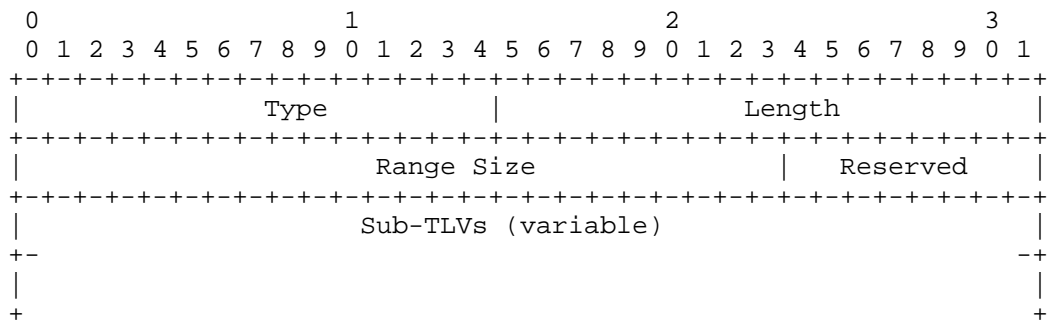 0                   1                   2                   3
 0 1 2 3 4 5 6 7 8 9 0 1 2 3 4 5 6 7 8 9 0 1 2 3 4 5 6 7 8 9 0 1
+-+-+-+-+-+-+-+-+-+-+-+-+-+-+-+-+-+-+-+-+-+-+-+-+-+-+-+-+-+-+-+-+
|               Type          |               Length            |
+-+-+-+-+-+-+-+-+-+-+-+-+-+-+-+-+-+-+-+-+-+-+-+-+-+-+-+-+-+-+-+-+
|                      Range Size               |   Reserved    |
+-+-+-+-+-+-+-+-+-+-+-+-+-+-+-+-+-+-+-+-+-+-+-+-+-+-+-+-+-+-+-+-+
|                     Sub-TLVs (variable)                       |
+-                                                             -+
|                                                               |
+                                                               +